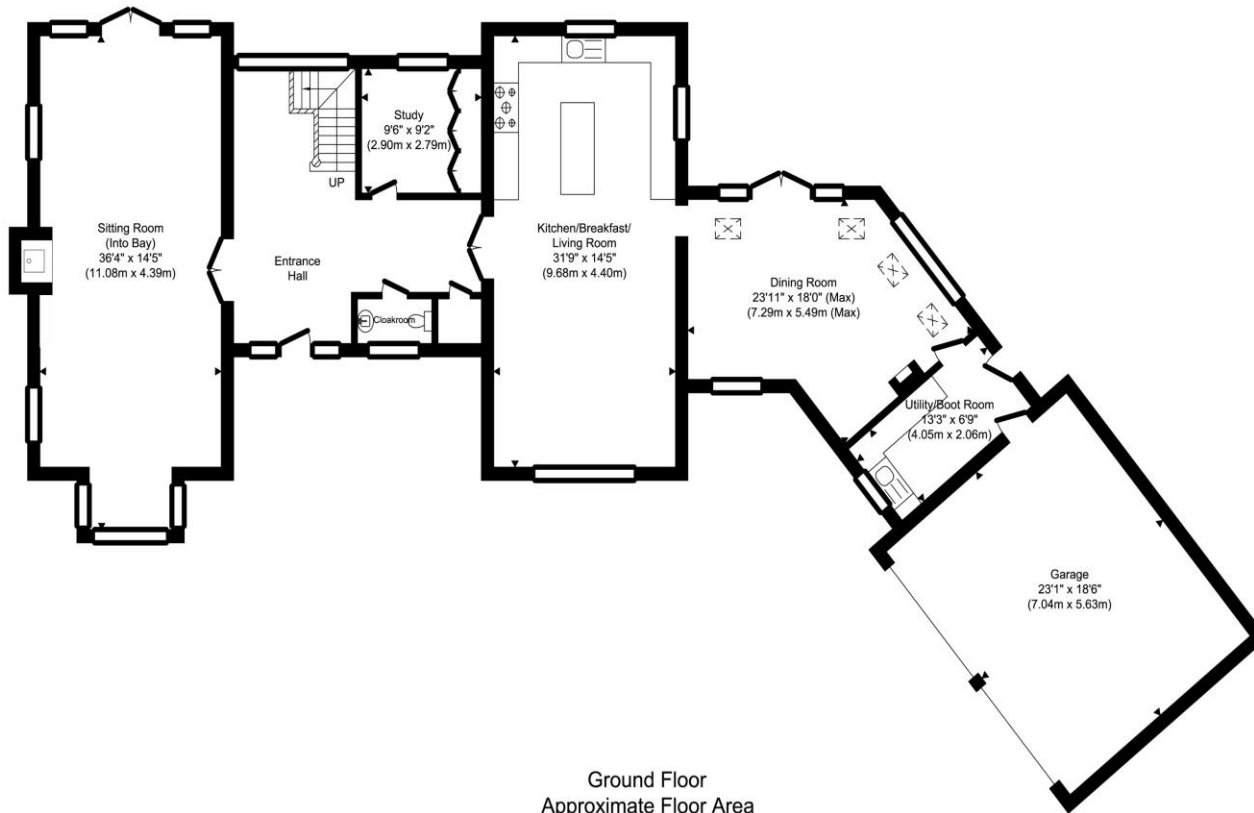 Study
9'6" x 9'2"
(2.90m x 2.79m)
UP
Sitting Room
(Into Bay)
36'4" x 14'5"
(11.08m x 4.39m)
Entrance
Hall
Cloakroom
Kitchen/Breakfast/
Living Room
31'9" x 14'5"
(9.68m x 4.40m)
Dining Room
23'11" x 18'0" (Max)
(7.29m x 5.49m) (Max)
Utility/Boot Room
13'3" x 6'9"
(4.05m x 2.06m)
Garage
23'1" x 18'6"
(7.04m x 5.63m)
Ground Floor
Approximate Floor Area